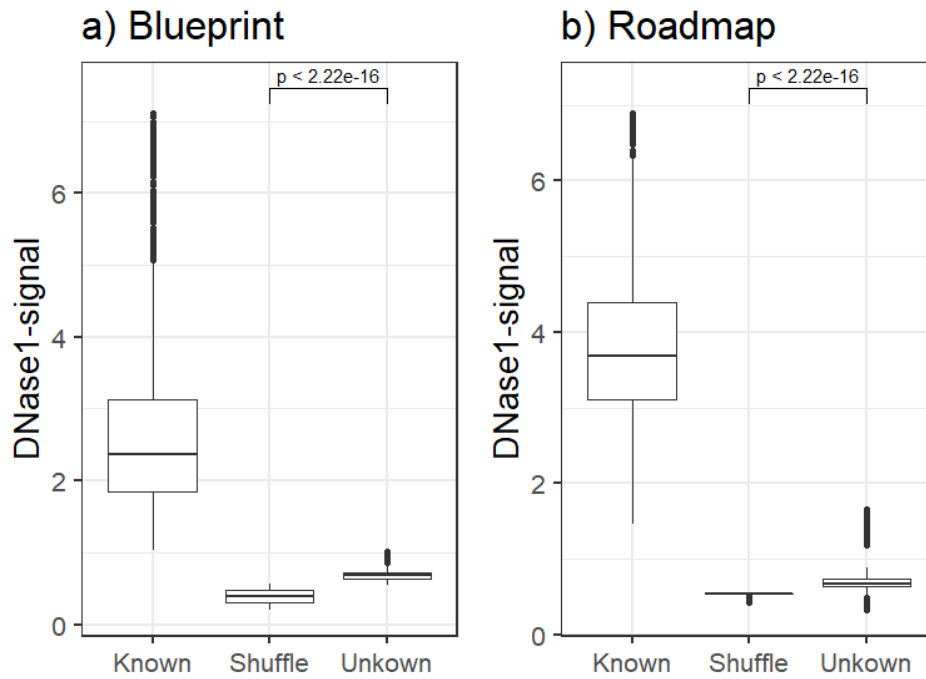 a) Blueprint
p < 2.22e-16
DNase1-signal
6
4
2
0
Known Shuffle Unkown
b) Roadmap
p < 2.22e-16
DNase1-signal
6
4
2
0
Known Shuffle Unkown